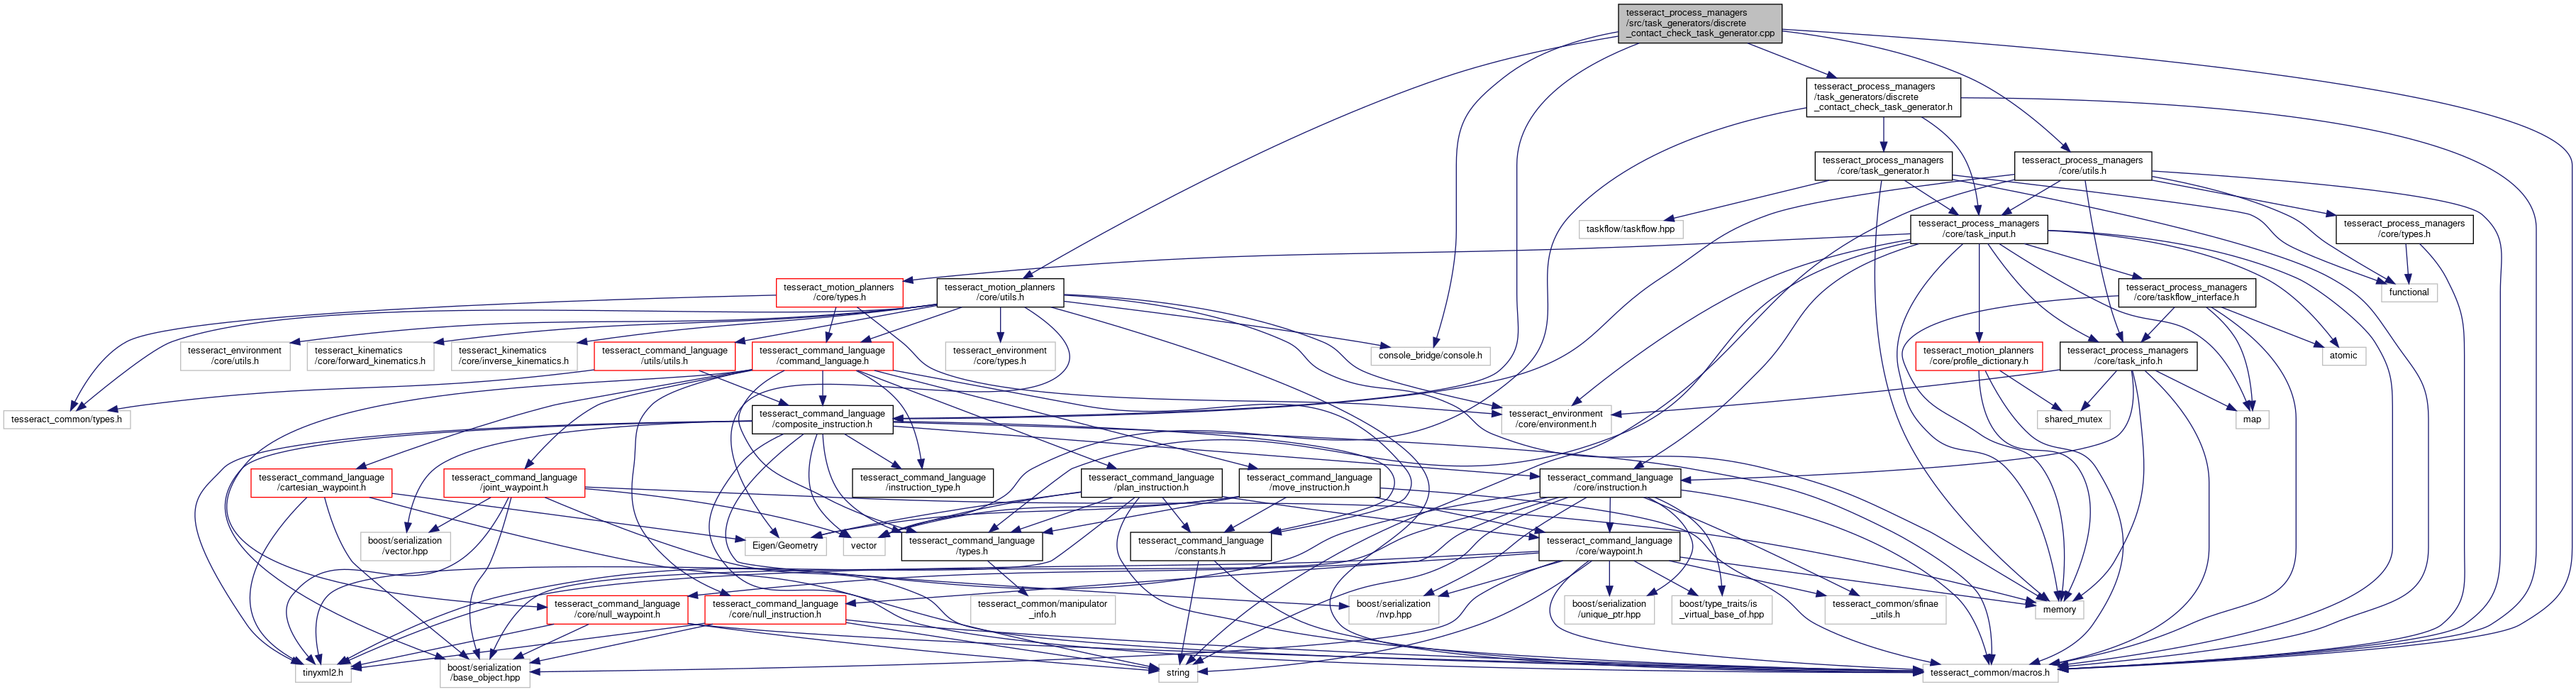 tesseract_process_managers
/src/task_generators/discrete
_contact_check_task_generator.cpp
tesseract_process_managers
/task_generators/discrete
_contact_check_task_generator.h
tesseract_process_managers
/core/task_generator.h
tesseract_process_managers
/core/utils.h
taskflow/taskflow.hpp
tesseract_process_managers
/core/task_input.h
tesseract_process_managers
/core/types.h
tesseract_motion_planners
/core/types.h
tesseract_motion_planners
/core/utils.h
tesseract_process_managers
/core/taskflow_interface.h
functional
tesseract_environment
/core/utils.h
tesseract_kinematics
/core/forward_kinematics.h
tesseract_kinematics
/core/inverse_kinematics.h
tesseract_command_language
/utils/utils.h
tesseract_command_language
/command_language.h
tesseract_environment
/core/types.h
console_bridge/console.h
tesseract_motion_planners
/core/profile_dictionary.h
tesseract_process_managers
/core/task_info.h
atomic
tesseract_common/types.h
tesseract_command_language
/composite_instruction.h
tesseract_environment
/core/environment.h
shared_mutex
map
tesseract_command_language
/cartesian_waypoint.h
tesseract_command_language
/joint_waypoint.h
tesseract_command_language
/instruction_type.h
tesseract_command_language
/plan_instruction.h
tesseract_command_language
/move_instruction.h
tesseract_command_language
/core/instruction.h
boost/serialization
/vector.hpp
Eigen/Geometry
vector
tesseract_command_language
/types.h
tesseract_command_language
/constants.h
tesseract_command_language
/core/waypoint.h
tesseract_command_language
/core/null_waypoint.h
tesseract_command_language
/core/null_instruction.h
tesseract_common/manipulator
_info.h
boost/serialization
/nvp.hpp
boost/serialization
/unique_ptr.hpp
boost/type_traits/is
_virtual_base_of.hpp
tesseract_common/sfinae
_utils.h
memory
tinyxml2.h
boost/serialization
/base_object.hpp
string
tesseract_common/macros.h